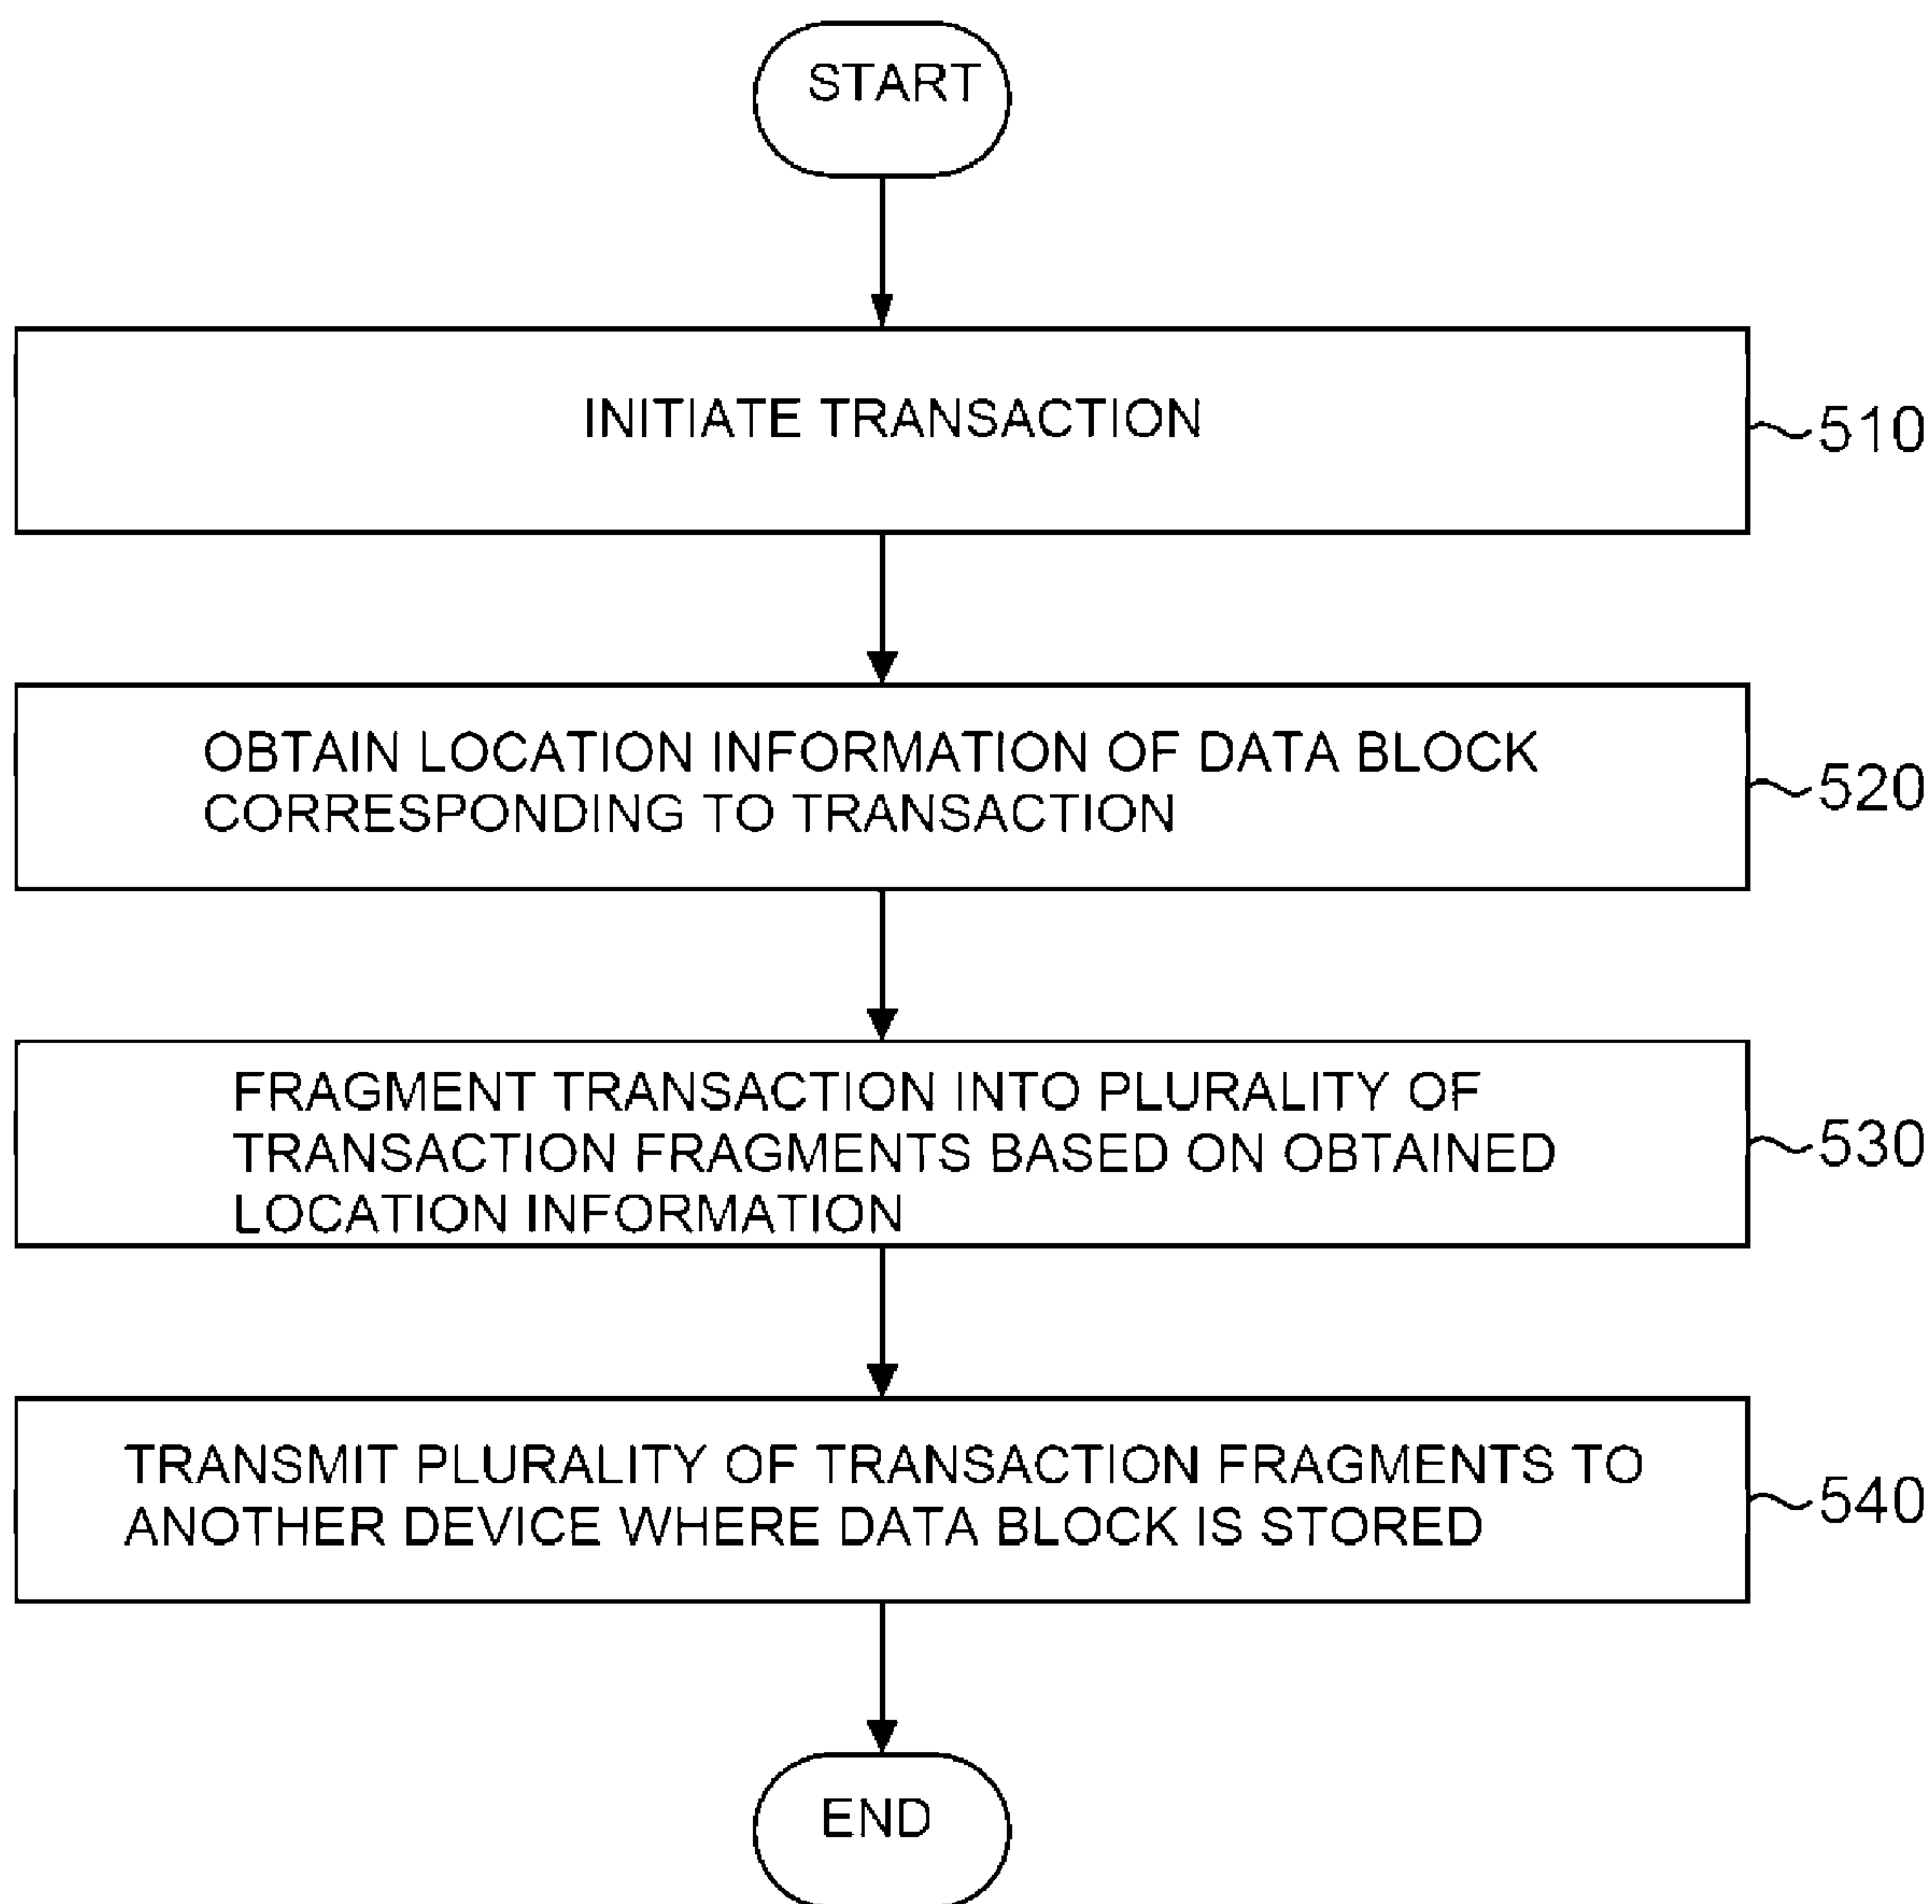 START
INITIATE TRANSACTION
510
OBTAIN LOCATION INFORMATION OF DATA BLOCK
CORRESPONDING TO TRANSACTION
520
FRAGMENT TRANSACTION INTO PLURALITY OF
TRANSACTION FRAGMENTS BASED ON OBTAINED
LOCATION INFORMATION
530
TRANSMIT PLURALITY OF TRANSACTION FRAGMENTS TO
ANOTHER DEVICE WHERE DATA BLOCK IS STORED
540
END